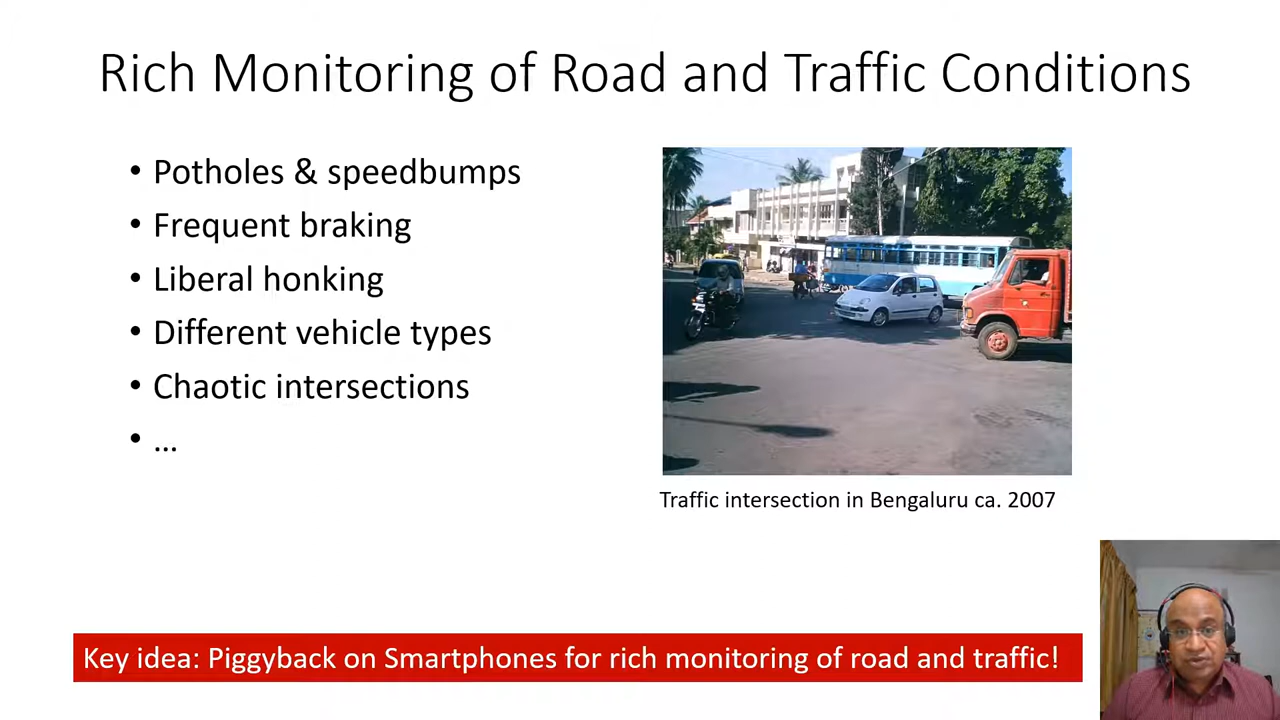 Rich Monitoring of Road and Traffic Conditions
• Potholes & speedbumps
• Frequent braking
• Liberal honking
• Different vehicle types
• Chaotic intersections
• ...
Traffic intersection in Bengaluru ca. 2007
Key idea: Piggyback on Smartphones for rich monitoring of road and traffic!